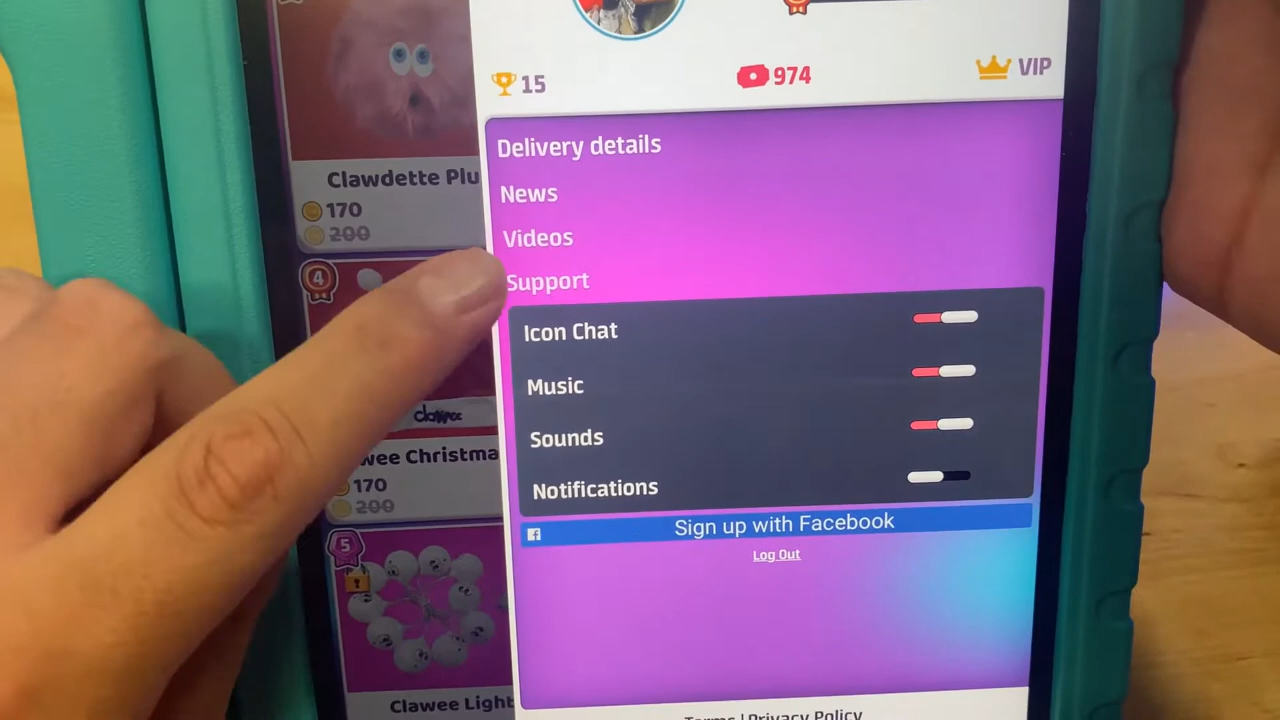 15
974
VIP
Delivery details
News
Videos
Support
Icon Chat
Music
Sounds
Notifications
Sign up with Facebook
Log Out
Terms | Privacy Policy
Clawdette Plu
170
200
4
clawee
wee Christma
170
200
5
Clawee Light